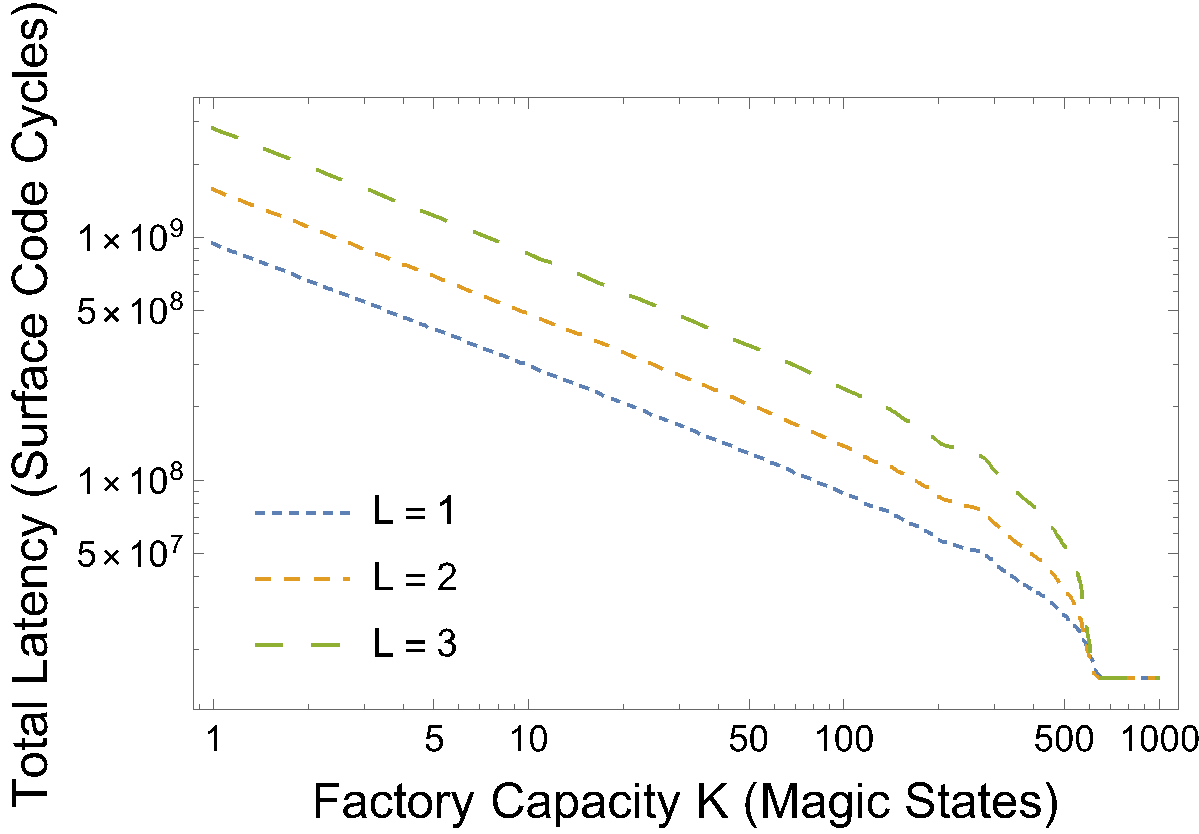 Total Latency (Surface Code Cycles)
1 × 10⁹
5 × 10⁸
1 × 10⁸
5 × 10⁷
L = 1
L = 2
L = 3
1 5 10 50 100 500 1000
Factory Capacity K (Magic States)